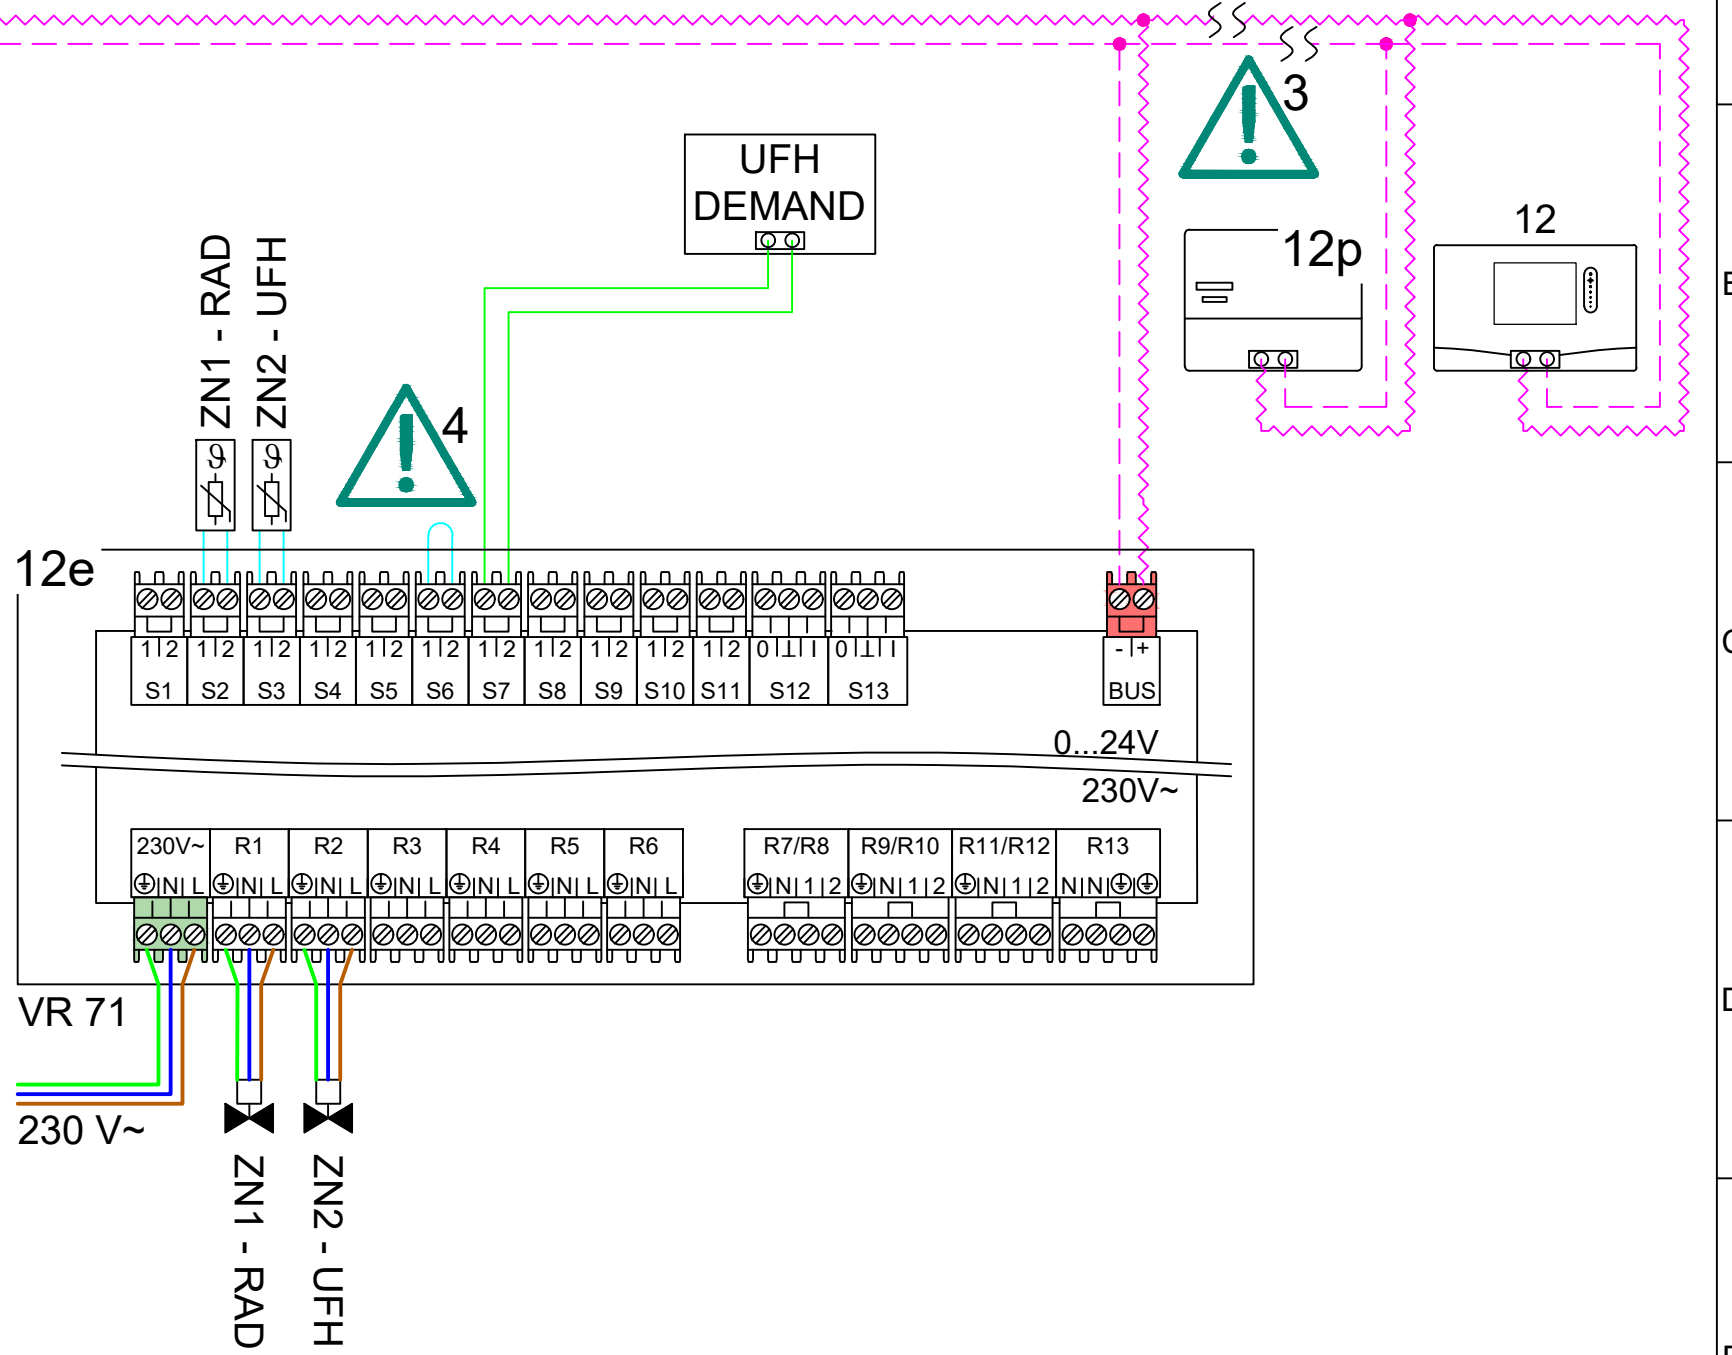 3
UFH
DEMAND
12p
12
ZN1 - RAD
ZN2 - UFH
4
12e
1 2 1 2 1 2 1 2 1 2 1 2 1 2 1 2 1 2 1 2 1 2 0 ⊥ I 0 ⊥ I - +
S1 S2 S3 S4 S5 S6 S7 S8 S9 S10 S11 S12 S13 BUS
0...24V
230V~
230V~ R1 R2 R3 R4 R5 R6 R7/R8 R9/R10 R11/R12 R13
N L N L N L N L N L N L N L N 1 2 N 1 2 N 1 2 N N
VR 71
230 V~
ZN1 - RAD
ZN2 - UFH